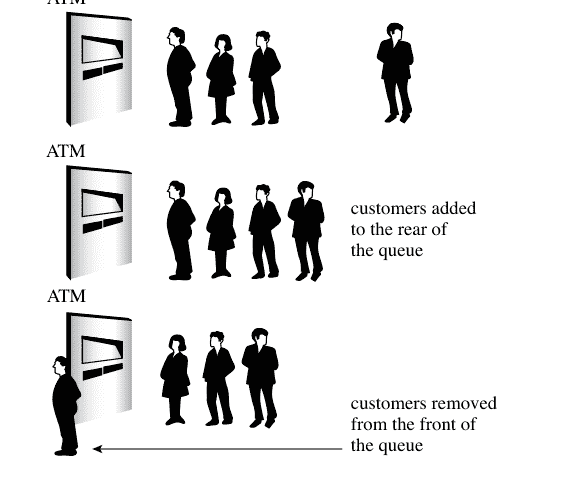 ATM
ATM
customers added
to the rear of
the queue
ATM
customers removed
from the front of
the queue